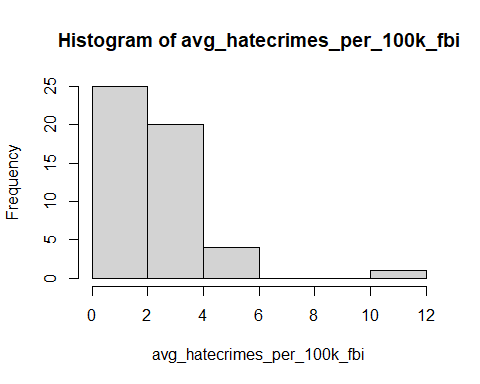 Histogram of avg_hatecrimes_per_100k_fbi
25
20
15
10
5
0
Frequency
0 2 4 6 8 10 12
avg_hatecrimes_per_100k_fbi